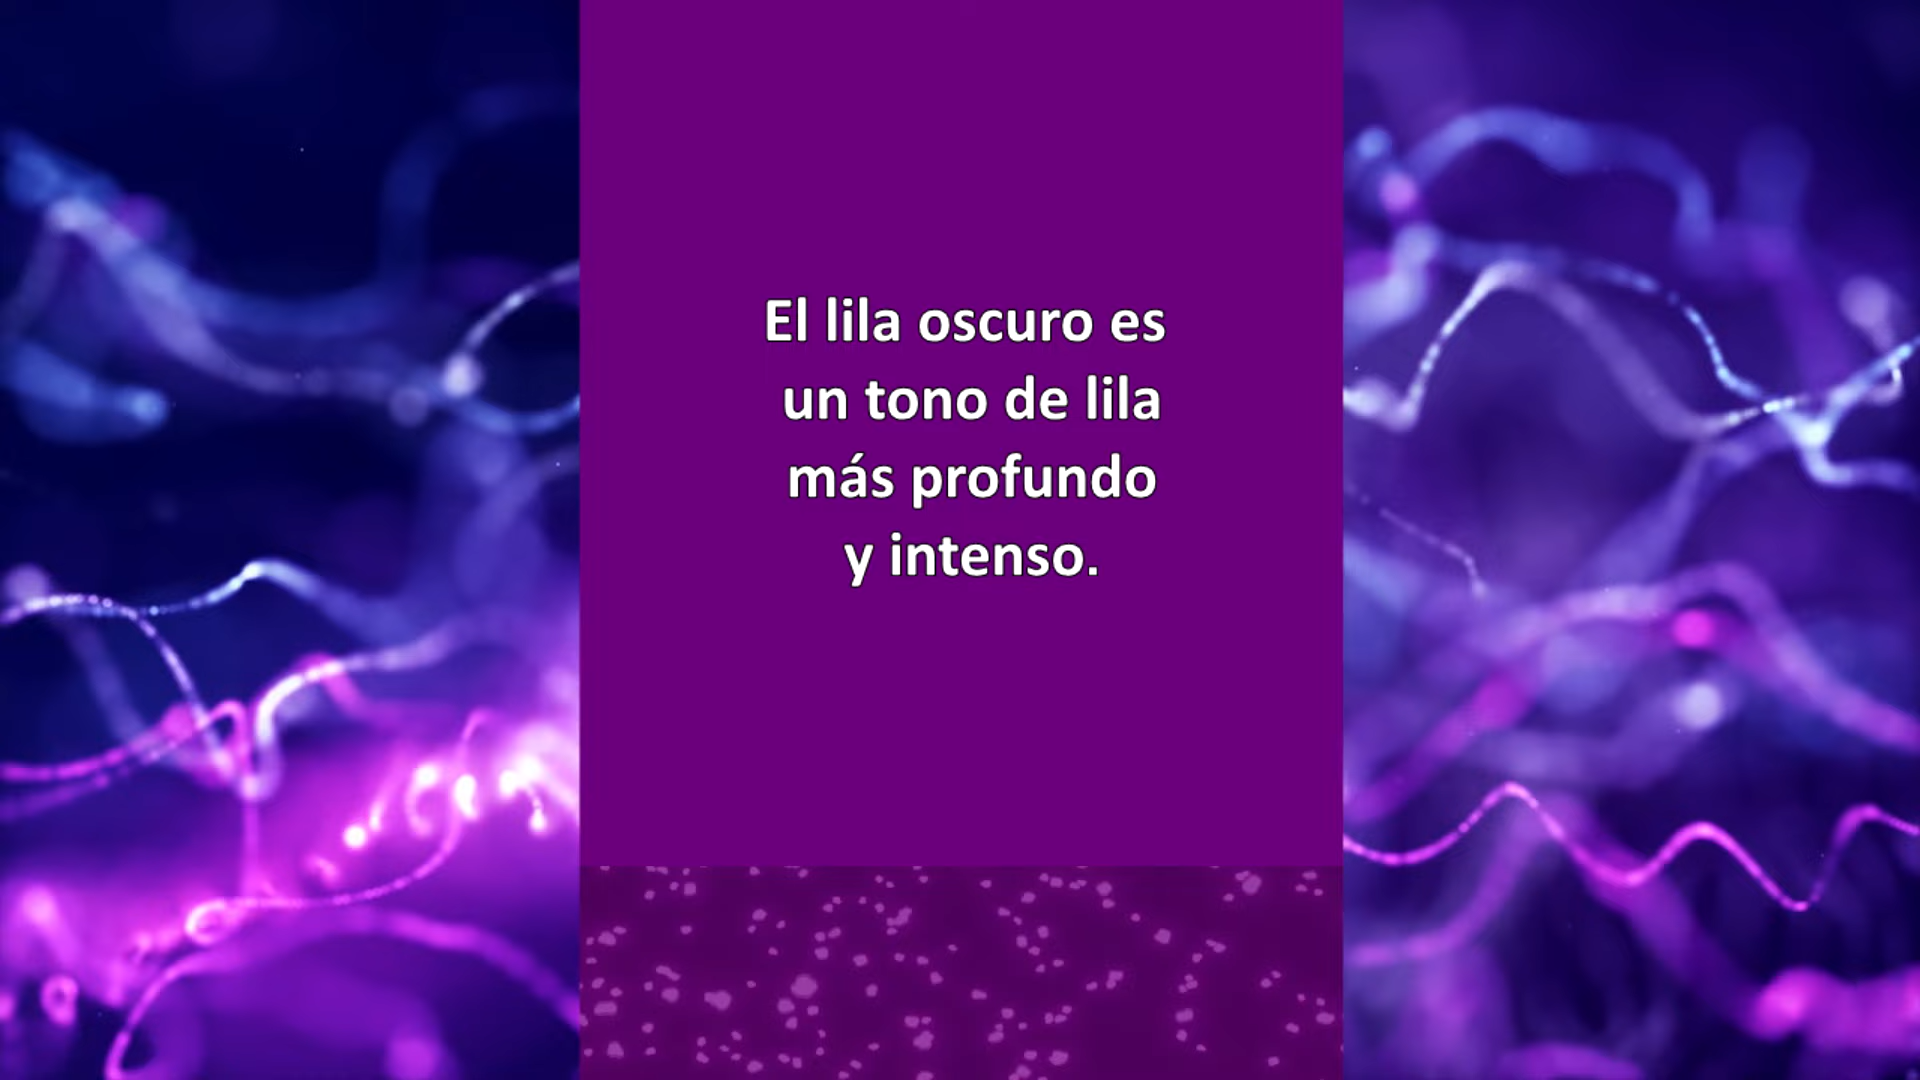 El lila oscuro es
un tono de lila
más profundo
y intenso.